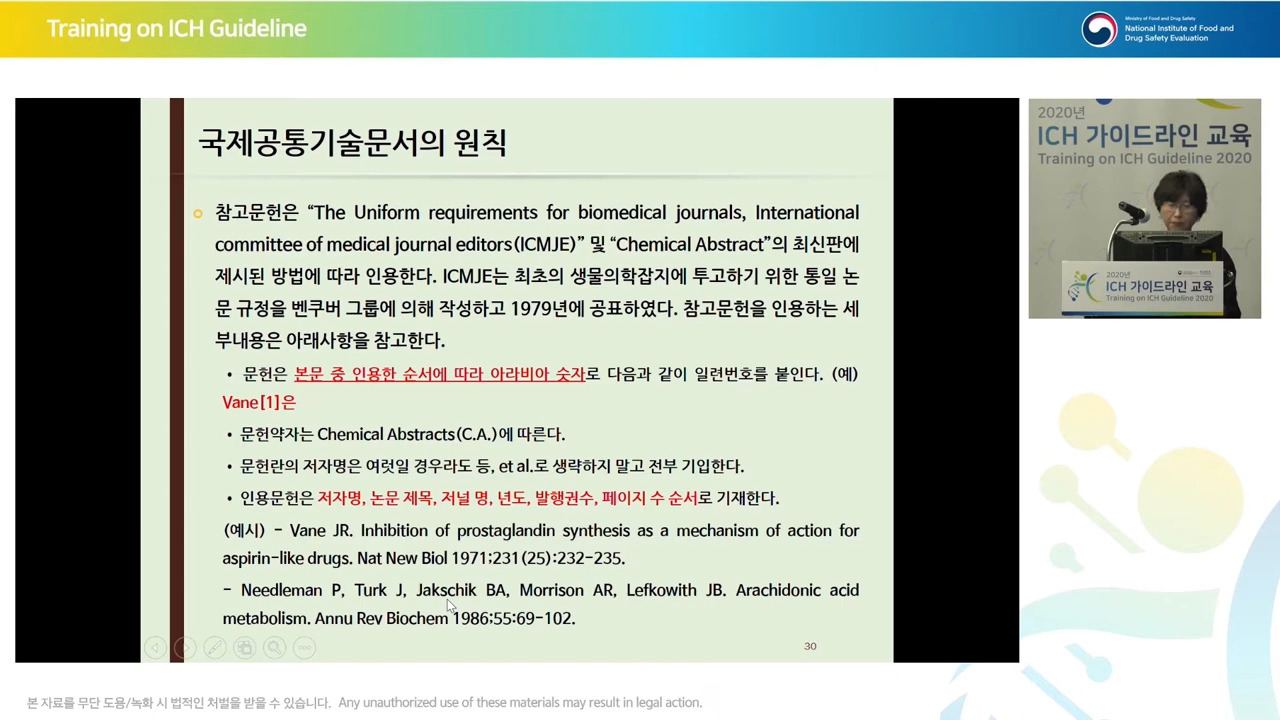 Training on ICH Guideline
Ministry of Food and Drug Safety
National Institute of Food and
Drug Safety Evaluation
국제공통기술문서의 원칙
참고문헌은 “The Uniform requirements for biomedical journals, International
committee of medical journal editors(ICMJE)” 및 “Chemical Abstract”의 최신판에
제시된 방법에 따라 인용한다. ICMJE는 최초의 생물의학잡지에 투고하기 위한 통일 논
문 규정을 벤쿠버 그룹에 의해 작성하고 1979년에 공표하였다. 참고문헌을 인용하는 세
부내용은 아래사항을 참고한다.
• 문헌은 본문 중 인용한 순서에 따라 아라비아 숫자로 다음과 같이 일련번호를 붙인다. (예)
Vane[1]은
• 문헌약자는 Chemical Abstracts(C.A.)에 따른다.
• 문헌란의 저자명은 여럿일 경우라도 등, et al.로 생략하지 말고 전부 기입한다.
• 인용문헌은 저자명, 논문 제목, 저널 명, 년도, 발행권수, 페이지 수 순서로 기재한다.
(예시) - Vane JR. Inhibition of prostaglandin synthesis as a mechanism of action for
aspirin-like drugs. Nat New Biol 1971;231(25):232-235.
- Needleman P, Turk J, Jakschik BA, Morrison AR, Lefkowith JB. Arachidonic acid
metabolism. Annu Rev Biochem 1986;55:69-102.
30
2020년
ICH 가이드라인 교육
Training on ICH Guideline 2020
2020년
ICH 가이드라인 교육
Training on ICH Guideline 2020
본 자료를 무단 도용/녹화 시 법적인 처벌을 받을 수 있습니다. Any unauthorized use of these materials may result in legal action.